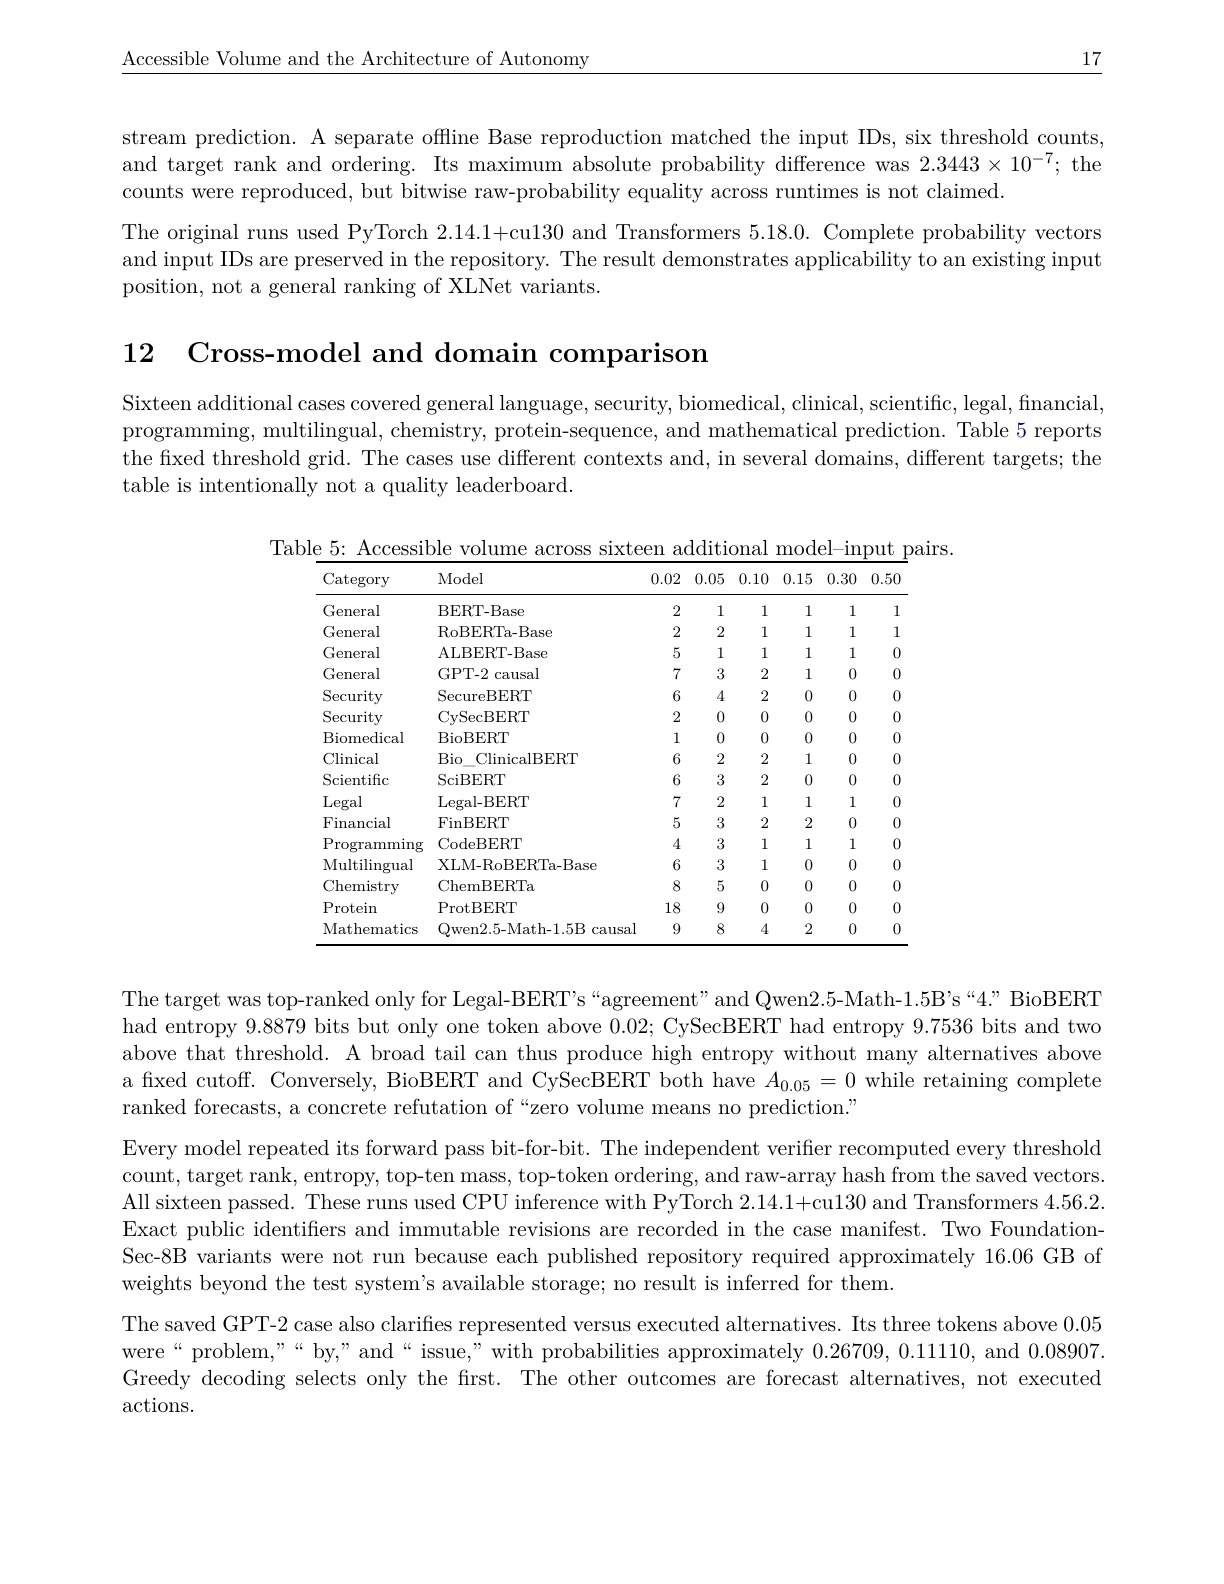 Accessible Volume and the Architecture of Autonomy 17
stream prediction. A separate offline Base reproduction matched the input IDs, six threshold counts,
and target rank and ordering. Its maximum absolute probability difference was 2.3443 × 10⁻⁷; the
counts were reproduced, but bitwise raw-probability equality across runtimes is not claimed.
The original runs used PyTorch 2.14.1+cu130 and Transformers 5.18.0. Complete probability vectors
and input IDs are preserved in the repository. The result demonstrates applicability to an existing input
position, not a general ranking of XLNet variants.
12 Cross-model and domain comparison
Sixteen additional cases covered general language, security, biomedical, clinical, scientific, legal, financial,
programming, multilingual, chemistry, protein-sequence, and mathematical prediction. Table 5 reports
the fixed threshold grid. The cases use different contexts and, in several domains, different targets; the
table is intentionally not a quality leaderboard.
Table 5: Accessible volume across sixteen additional model–input pairs.
Category Model 0.02 0.05 0.10 0.15 0.30 0.50
General BERT-Base 2 1 1 1 1 1
General RoBERTa-Base 2 2 1 1 1 1
General ALBERT-Base 5 1 1 1 1 0
General GPT-2 causal 7 3 2 1 0 0
Security SecureBERT 6 4 2 0 0 0
Security CySecBERT 2 0 0 0 0 0
Biomedical BioBERT 1 0 0 0 0 0
Clinical Bio_ClinicalBERT 6 2 2 1 0 0
Scientific SciBERT 6 3 2 0 0 0
Legal Legal-BERT 7 2 1 1 1 0
Financial FinBERT 5 3 2 2 0 0
Programming CodeBERT 4 3 1 1 1 0
Multilingual XLM-RoBERTa-Base 6 3 1 0 0 0
Chemistry ChemBERTa 8 5 0 0 0 0
Protein ProtBERT 18 9 0 0 0 0
Mathematics Qwen2.5-Math-1.5B causal 9 8 4 2 0 0
The target was top-ranked only for Legal-BERT’s “agreement” and Qwen2.5-Math-1.5B’s “4.” BioBERT
had entropy 9.8879 bits but only one token above 0.02; CySecBERT had entropy 9.7536 bits and two
above that threshold. A broad tail can thus produce high entropy without many alternatives above
a fixed cutoff. Conversely, BioBERT and CySecBERT both have A₀.₀₅ = 0 while retaining complete
ranked forecasts, a concrete refutation of “zero volume means no prediction.”
Every model repeated its forward pass bit-for-bit. The independent verifier recomputed every threshold
count, target rank, entropy, top-ten mass, top-token ordering, and raw-array hash from the saved vectors.
All sixteen passed. These runs used CPU inference with PyTorch 2.14.1+cu130 and Transformers 4.56.2.
Exact public identifiers and immutable revisions are recorded in the case manifest. Two Foundation-
Sec-8B variants were not run because each published repository required approximately 16.06 GB of
weights beyond the test system’s available storage; no result is inferred for them.
The saved GPT-2 case also clarifies represented versus executed alternatives. Its three tokens above 0.05
were “ problem,” “ by,” and “ issue,” with probabilities approximately 0.26709, 0.11110, and 0.08907.
Greedy decoding selects only the first. The other outcomes are forecast alternatives, not executed
actions.